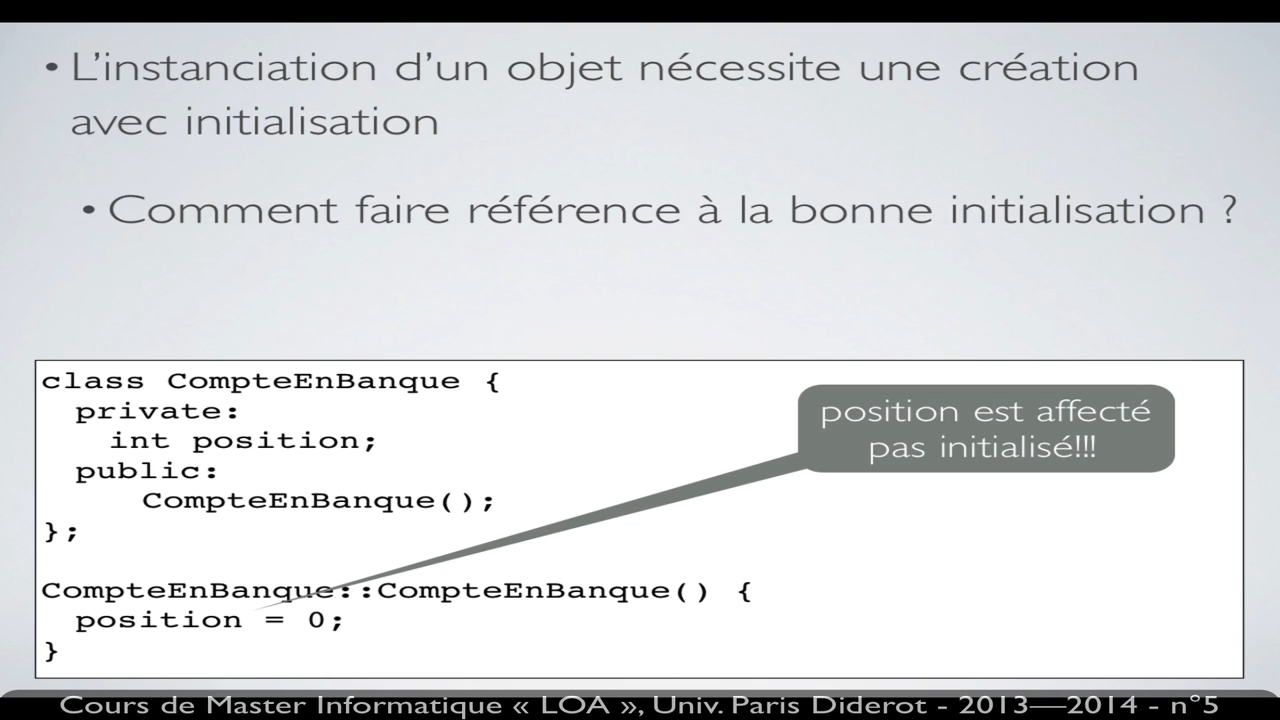 • L’instanciation d’un objet nécessite une création
avec initialisation
• Comment faire référence à la bonne initialisation ?
class CompteEnBanque {
private:
int position;
public:
CompteEnBanque();
};
position est affecté
pas initialisé!!!
CompteEnBanque::CompteEnBanque() {
position = 0;
}
Cours de Master Informatique « LOA », Univ. Paris Diderot - 2013—2014 - n°5